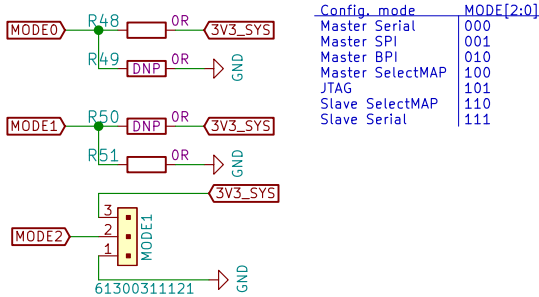 R48 0R
MODE0 3V3_SYS
R49 0R
DNP GND
R50 0R
MODE1 DNP 3V3_SYS
R51 0R
GND
3V3_SYS
3
MODE2 2 MODE1
1
GND
61300311121
Config. mode MODE[2:0]
Master Serial 000
Master SPI 001
Master BPI 010
Master SelectMAP 100
JTAG 101
Slave SelectMAP 110
Slave Serial 111